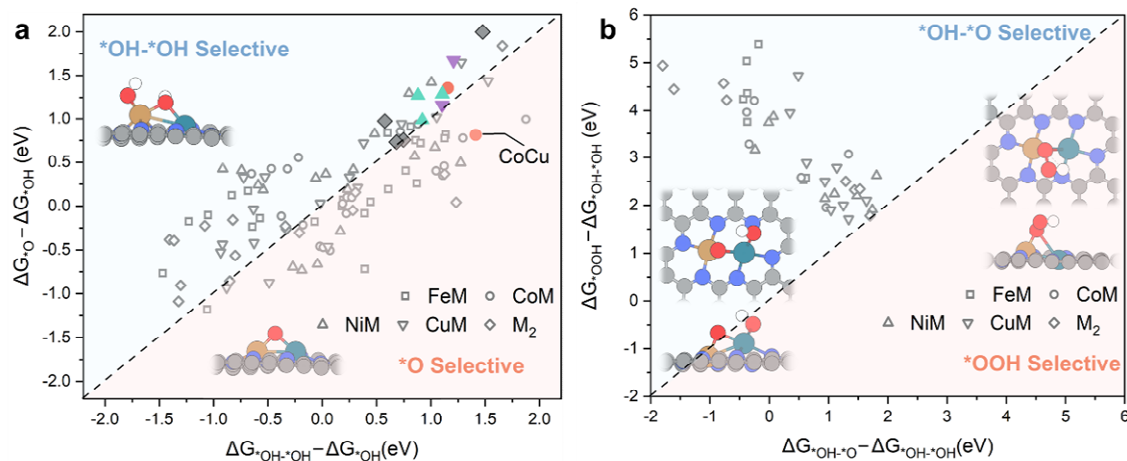 a
*OH-*OH Selective
CoCu
FeM
CoM
NiM
CuM
M₂
*O Selective
2.0
1.5
1.0
0.5
0.0
-0.5
-1.0
-1.5
-2.0
ΔG*O−ΔG*OH (eV)
-2.0 -1.5 -1.0 -0.5 0.0 0.5 1.0 1.5 2.0
ΔG*OH-*OH−ΔG*OH(eV)
b
*OH-*O Selective
FeM
CoM
NiM
CuM
M₂
*OOH Selective
6
5
4
3
2
1
0
-1
-2
ΔG*OOH−ΔG*OH-*OH (eV)
-2 -1 0 1 2 3 4 5 6
ΔG*OH-*O−ΔG*OH-*OH(eV)